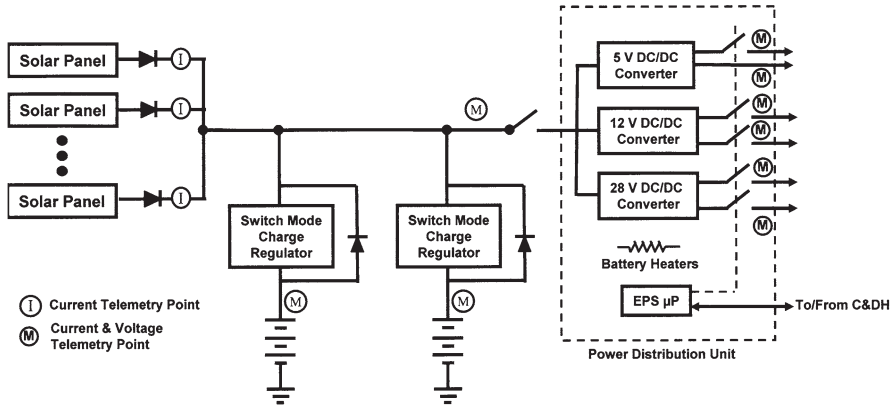 Solar Panel
I
Solar Panel
I
Solar Panel
I
M
5 V DC/DC
Converter
M
M
12 V DC/DC
Converter
M
M
28 V DC/DC
Converter
M
M
Switch Mode
Charge
Regulator
M
Switch Mode
Charge
Regulator
M
Battery Heaters
EPS µP
To/From C&DH
Power Distribution Unit
I Current Telemetry Point
M Current & Voltage
Telemetry Point